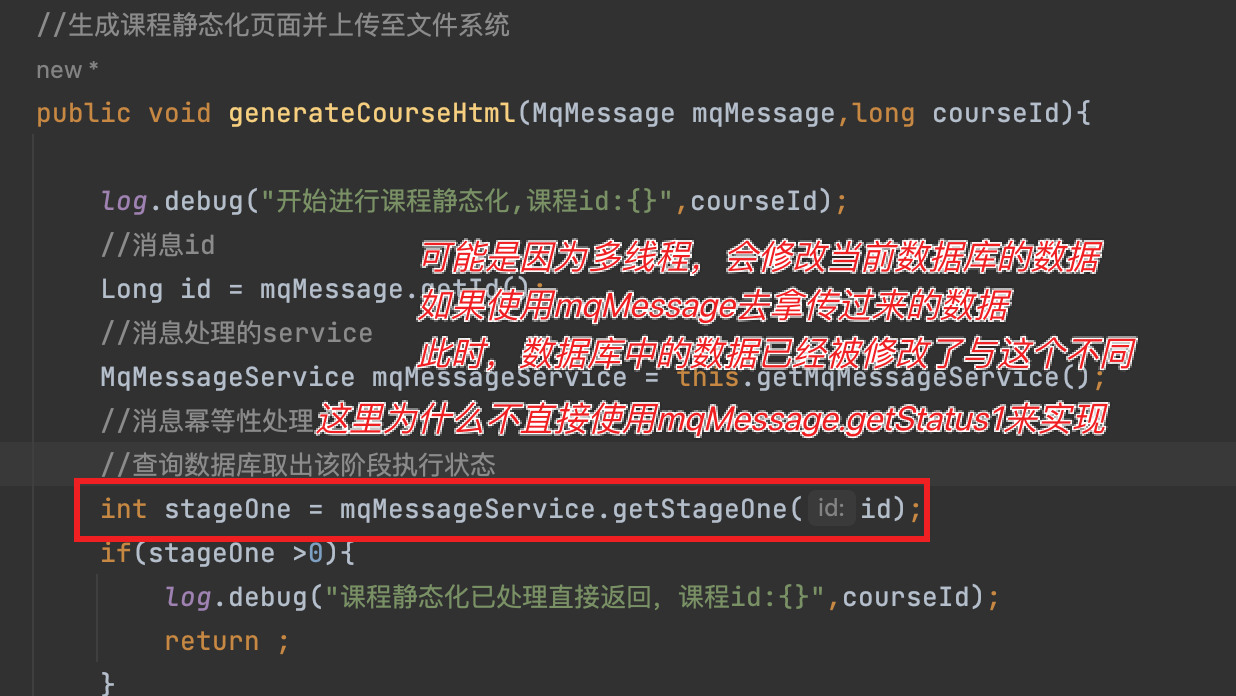 //生成课程静态化页面并上传至文件系统
new *
public void generateCourseHtml(MqMessage mqMessage,long courseId){
log.debug("开始进行课程静态化,课程id:{}",courseId);
//消息id
可能是因为多线程，会修改当前数据库的数据
Long id = mqMessage.getId();
如果使用mqMessage去拿传过来的数据
//消息处理的service
此时，数据库中的数据已经被修改了与这个不同
MqMessageService mqMessageService = this.getMqMessageService();
//消息幂等性处理
这里为什么不直接使用mqMessage.getStatus1来实现
//查询数据库取出该阶段执行状态
int stageOne = mqMessageService.getStageOne( id: id);
if(stageOne >0){
log.debug("课程静态化已处理直接返回，课程id:{}",courseId);
return ;
}